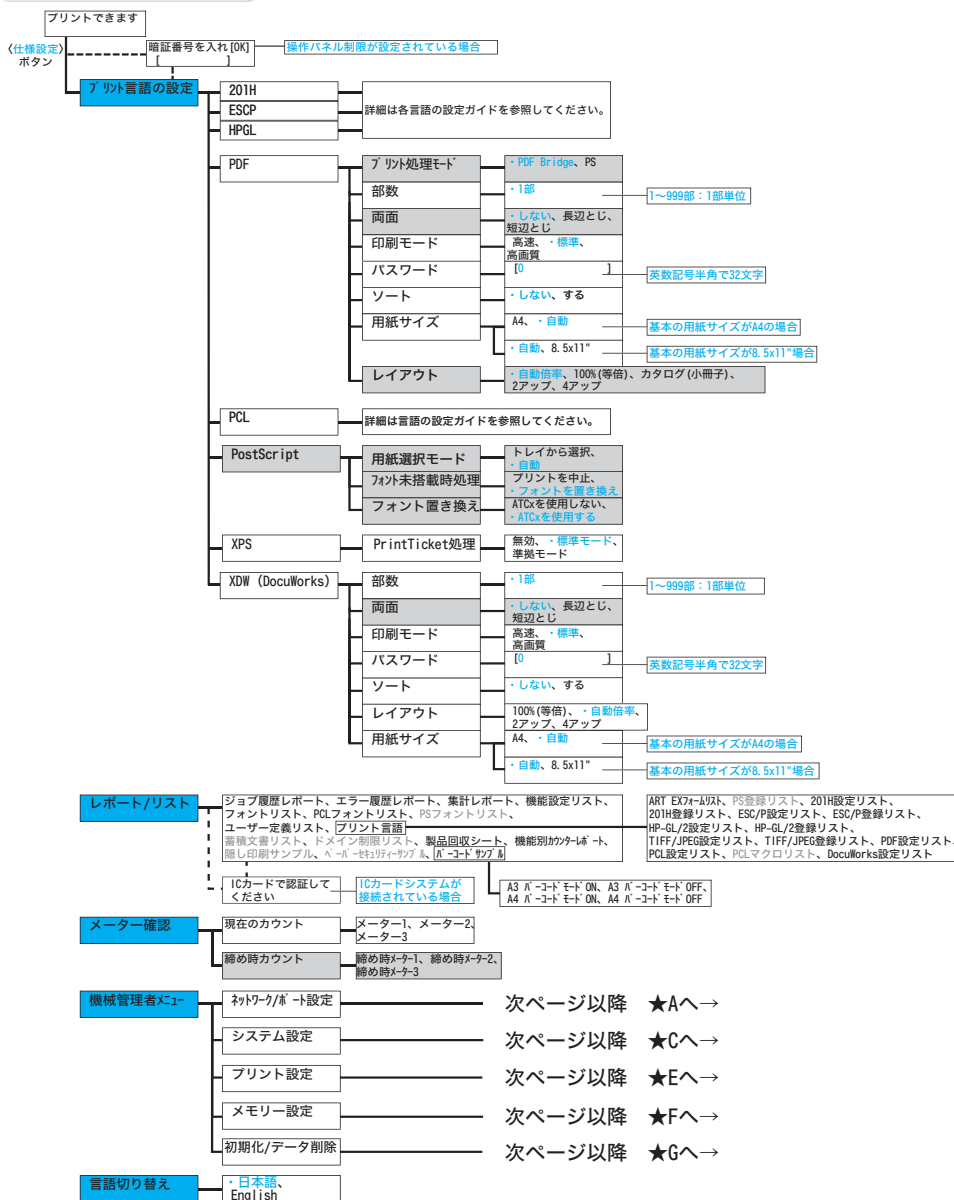 プリントできます
〈仕様設定〉
ボタン
暗証番号を入れ[OK]
[ ]
操作パネル制限が設定されている場合
プリント言語の設定
201H
ESCP
HPGL
詳細は各言語の設定ガイドを参照してください。
PDF
プリント処理モード
・PDF Bridge、PS
部数
・1部
1～999部：1部単位
両面
・しない、長辺とじ、
短辺とじ
印刷モード
高速、・標準、
高画質
パスワード
[0 ]
英数記号半角で32文字
ソート
・しない、する
用紙サイズ
A4、・自動
基本の用紙サイズがA4の場合
・自動、8.5x11"
基本の用紙サイズが8.5x11"場合
レイアウト
・自動倍率、100%(等倍)、カタログ(小冊子)、
2アップ、4アップ
PCL
詳細は言語の設定ガイドを参照してください。
PostScript
用紙選択モード
トレイから選択、
・自動
フォント未搭載時処理
プリントを中止、
・フォントを置き換え
フォント置き換え
ATCxを使用しない、
・ATCxを使用する
XPS
PrintTicket処理
無効、・標準モード、
準拠モード
XDW (DocuWorks)
部数
・1部
1～999部：1部単位
両面
・しない、長辺とじ、
短辺とじ
印刷モード
高速、・標準、
高画質
パスワード
[0 ]
英数記号半角で32文字
ソート
・しない、する
レイアウト
100%(等倍)、・自動倍率、
2アップ、4アップ
用紙サイズ
A4、・自動
基本の用紙サイズがA4の場合
・自動、8.5x11"
基本の用紙サイズが8.5x11"場合
レポート/リスト
ジョブ履歴レポート、エラー履歴レポート、集計レポート、機能設定リスト、
フォントリスト、PCLフォントリスト、PSフォントリスト、
ユーザー定義リスト、プリント言語
蓄積文書リスト、ドメイン制限リスト、製品回収シート、機能別カウンターレポート、
隠し印刷サンプル、ペーパーセキュリティーサンプル、バーコードサンプル
ART EXフォームリスト、PS登録リスト、201H設定リスト、
201H登録リスト、ESC/P設定リスト、ESC/P登録リスト、
HP-GL/2設定リスト、HP-GL/2登録リスト、
TIFF/JPEG設定リスト、TIFF/JPEG登録リスト、PDF設定リスト、
PCL設定リスト、PCLマクロリスト、DocuWorks設定リスト
ICカードで認証して
ください
ICカードシステムが
接続されている場合
A3 バーコードモードON、A3 バーコードモードOFF、
A4 バーコードモードON、A4 バーコードモードOFF
メーター確認
現在のカウント
メーター1、メーター2、
メーター3
締め時カウント
締め時メーター1、締め時メーター2、
締め時メーター3
機械管理者メニュー
ネットワーク/ポート設定
次ページ以降 ★Aへ→
システム設定
次ページ以降 ★Cへ→
プリント設定
次ページ以降 ★Eへ→
メモリー設定
次ページ以降 ★Fへ→
初期化/データ削除
次ページ以降 ★Gへ→
言語切り替え
・日本語、
English